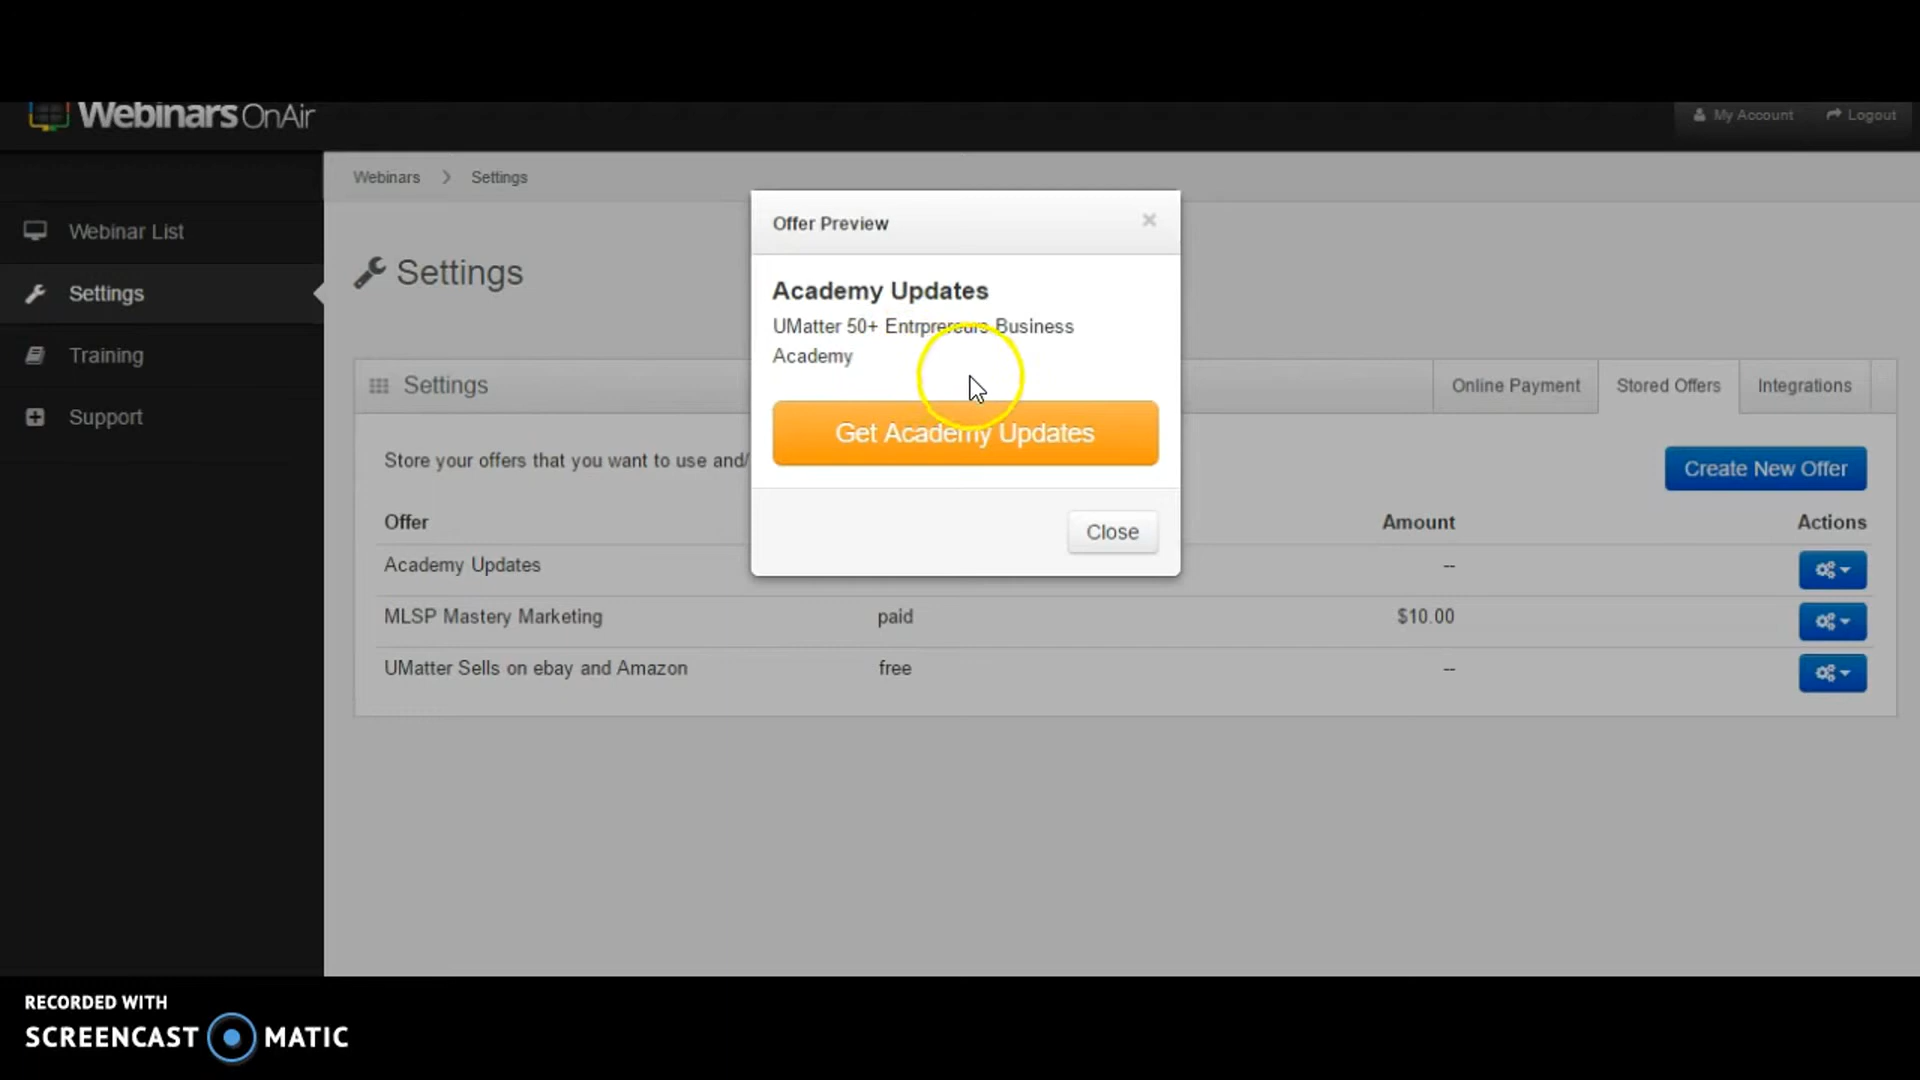 Webinars OnAir
My Account
Logout
Webinars
Settings
Webinar List
Settings
Training
Support
Settings
Settings
Online Payment
Stored Offers
Integrations
Store your offers that you want to use and/
Create New Offer
Offer
Amount
Actions
Academy Updates
--
MLSP Mastery Marketing
paid
$10.00
UMatter Sells on ebay and Amazon
free
--
Offer Preview
×
Academy Updates
UMatter 50+ Entrprereurs Business
Academy
Get Academy Updates
Close
RECORDED WITH
SCREENCAST MATIC